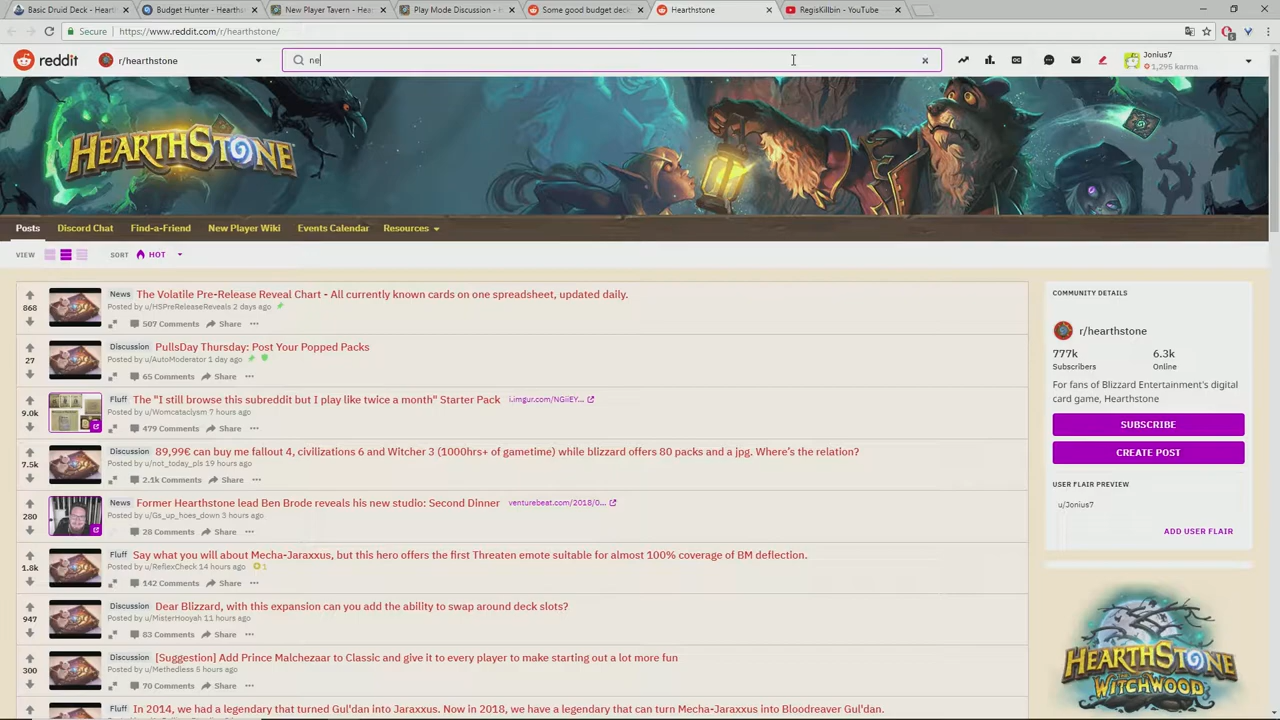 Basic Druid Deck - Heart
Budget Hunter - Hearths
New Player Tavern - Hear
Play Mode Discussion - H
Some good budget deck
Hearthstone
RegisKillbin - YouTube
Secure
https://www.reddit.com/r/hearthstone/
reddit
r/hearthstone
ne
Jonius7
1,295 karma
HEARTHSTONE
Posts
Discord Chat
Find-a-Friend
New Player Wiki
Events Calendar
Resources
VIEW
SORT
HOT
868
News
The Volatile Pre-Release Reveal Chart - All currently known cards on one spreadsheet, updated daily.
Posted by u/HSPreReleaseReveals 2 days ago
507 Comments
Share
27
Discussion
PullsDay Thursday: Post Your Popped Packs
Posted by u/AutoModerator 1 day ago
65 Comments
Share
9.0k
Fluff
The "I still browse this subreddit but I play like twice a month" Starter Pack
i.imgur.com/NGiiEY...
Posted by u/Womcataclysm 7 hours ago
479 Comments
Share
7.5k
Discussion
89,99€ can buy me fallout 4, civilizations 6 and Witcher 3 (1000hrs+ of gametime) while blizzard offers 80 packs and a jpg. Where's the relation?
Posted by u/not_today_pls 19 hours ago
2.1k Comments
Share
280
News
Former Hearthstone lead Ben Brode reveals his new studio: Second Dinner
venturebeat.com/2018/0...
Posted by u/Gs_up_hoes_down 3 hours ago
28 Comments
Share
1.8k
Fluff
Say what you will about Mecha-Jaraxxus, but this hero offers the first Threaten emote suitable for almost 100% coverage of BM deflection.
Posted by u/ReflexCheck 14 hours ago
1
142 Comments
Share
947
Discussion
Dear Blizzard, with this expansion can you add the ability to swap around deck slots?
Posted by u/MisterHooyah 11 hours ago
83 Comments
Share
300
Discussion
[Suggestion] Add Prince Malchezaar to Classic and give it to every player to make starting out a lot more fun
Posted by u/Methedless 5 hours ago
70 Comments
Share
Fluff
In 2014, we had a legendary that turned Gul'dan into Jaraxxus. Now in 2018, we have a legendary that can turn Mecha-Jaraxxus into Bloodreaver Gul'dan.
COMMUNITY DETAILS
r/hearthstone
777k
6.3k
Subscribers
Online
For fans of Blizzard Entertainment's digital
card game, Hearthstone
SUBSCRIBE
CREATE POST
USER FLAIR PREVIEW
u/Jonius7
ADD USER FLAIR
HEARTHSTONE
THE
WITCHWOOD